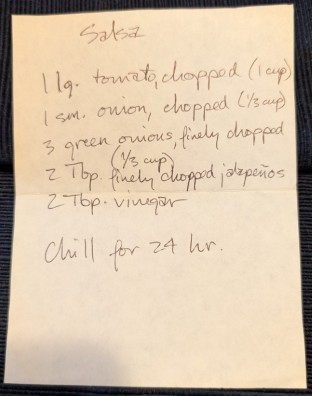 Salsa
1 lg. tomato, chopped (1 cup)
1 sm. onion, chopped (1/3 cup)
3 green onions, finely chopped
(1/3 cup)
2 Tbp. finely chopped jalapeños
2 Tbp. vinegar
Chill for 24 hr.